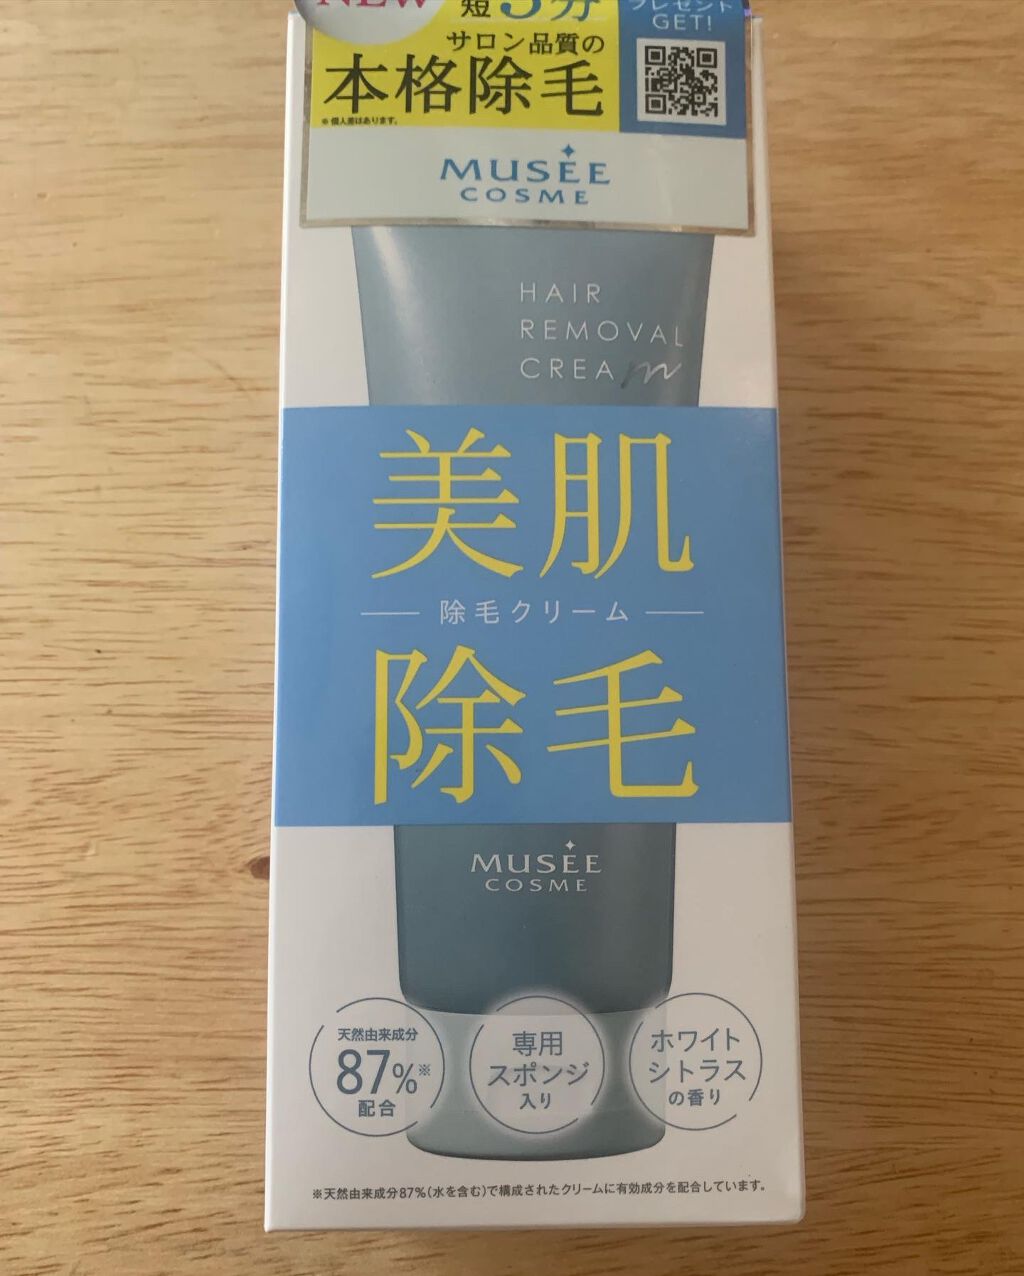 NEW
短5分
プレゼント
GET!
サロン品質の
本格除毛
※個人差はあります。
MUSÉE
COSME
HAIR
REMOVAL
CREAM
美肌
除毛クリーム
除毛
MUSÉE
COSME
天然由来成分
87%※
配合
専用
スポンジ
入り
ホワイト
シトラス
の香り
※天然由来成分87%(水を含む)で構成されたクリームに有効成分を配合しています。